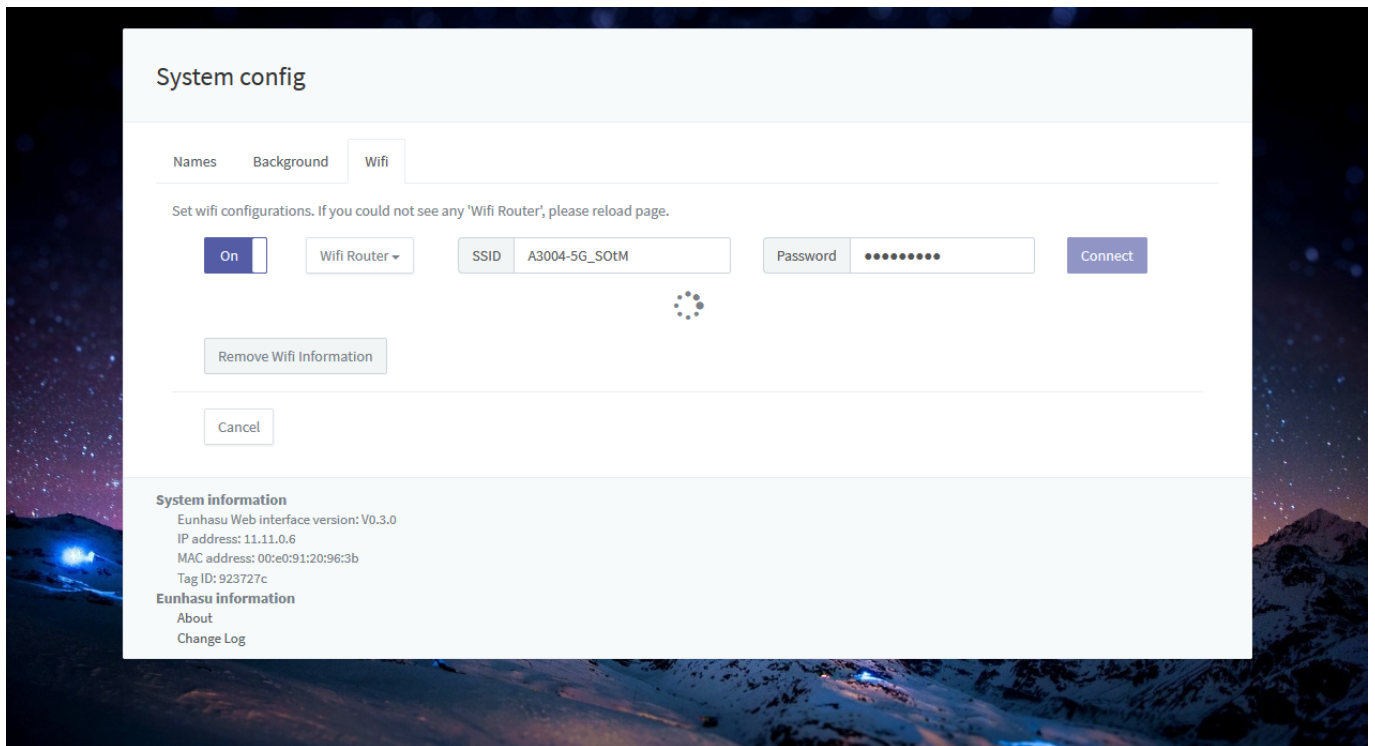 System config
Names Background Wifi
Set wifi configurations. If you could not see any 'Wifi Router', please reload page.
On Wifi Router SSID A3004-5G_SOtM Password ●●●●●●●●● Connect
Remove Wifi Information
Cancel
System information
Eunhasu Web interface version: V0.3.0
IP address: 11.11.0.6
MAC address: 00:e0:91:20:96:3b
Tag ID: 923727c
Eunhasu information
About
Change Log